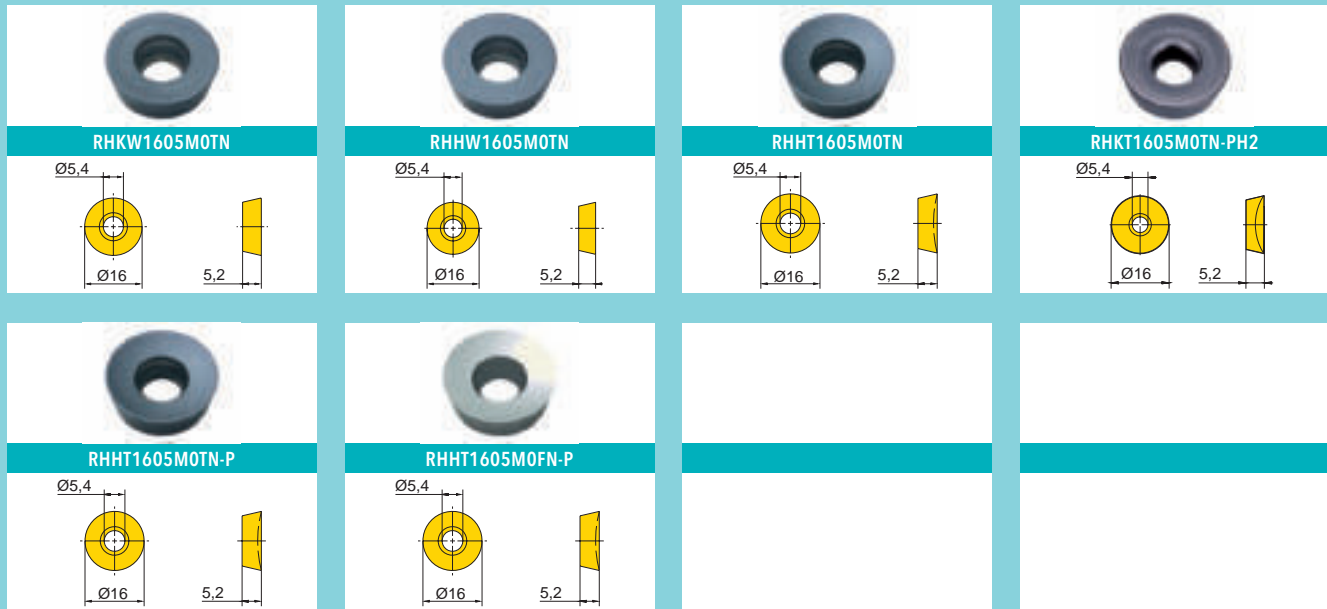 RHKW1605M0TN
RHHW1605M0TN
RHHT1605M0TN
RHKT1605M0TN-PH2
Ø5,4
Ø16
5,2
Ø5,4
Ø16
5,2
Ø5,4
Ø16
5,2
Ø5,4
Ø16
5,2
RHHT1605M0TN-P
RHHT1605M0FN-P
Ø5,4
Ø16
5,2
Ø5,4
Ø16
5,2